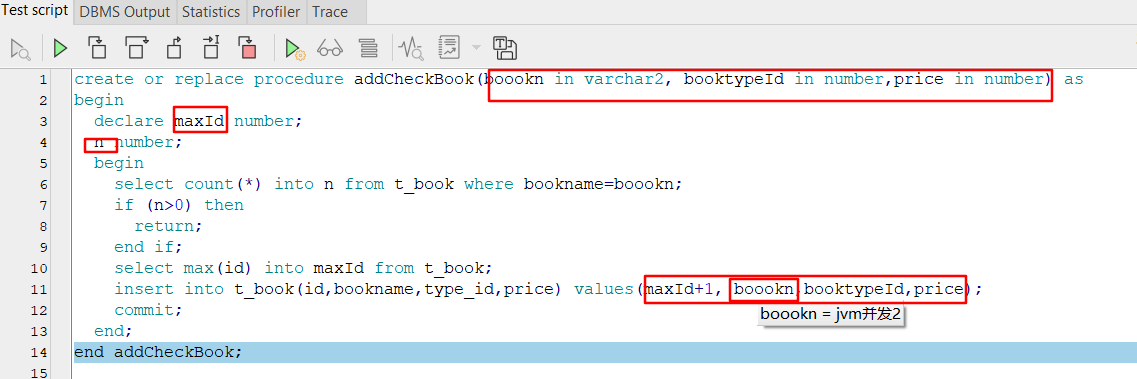 Test script DBMS Output Statistics Profiler Trace
1 create or replace procedure addCheckBook(boookn in varchar2, booktypeId in number,price in number) as
2 begin
3 declare maxId number;
4 n number;
5 begin
6 select count(*) into n from t_book where bookname=boookn;
7 if (n>0) then
8 return;
9 end if;
10 select max(id) into maxId from t_book;
11 insert into t_book(id,bookname,type_id,price) values(maxId+1, boookn,booktypeId,price);
12 commit;
boookn = jvm并发2
13 end;
14 end addCheckBook;
15